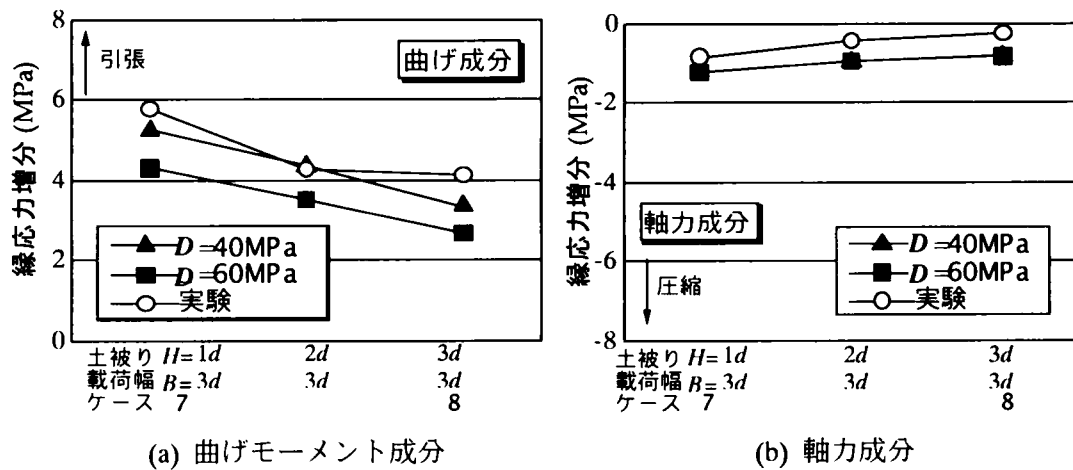 8
6
4
2
0
縁応力増分 (MPa)
引張
曲げ成分
D=40MPa
D=60MPa
実験
土被り H= 1d 2d 3d
載荷幅 B= 3d 3d 3d
ケース 7 8
(a) 曲げモーメント成分
-0
-2
-4
-6
-8
縁応力増分 (MPa)
軸力成分
圧縮
D=40MPa
D=60MPa
実験
土被り H= 1d 2d 3d
載荷幅 B= 3d 3d 3d
ケース 7 8
(b) 軸力成分